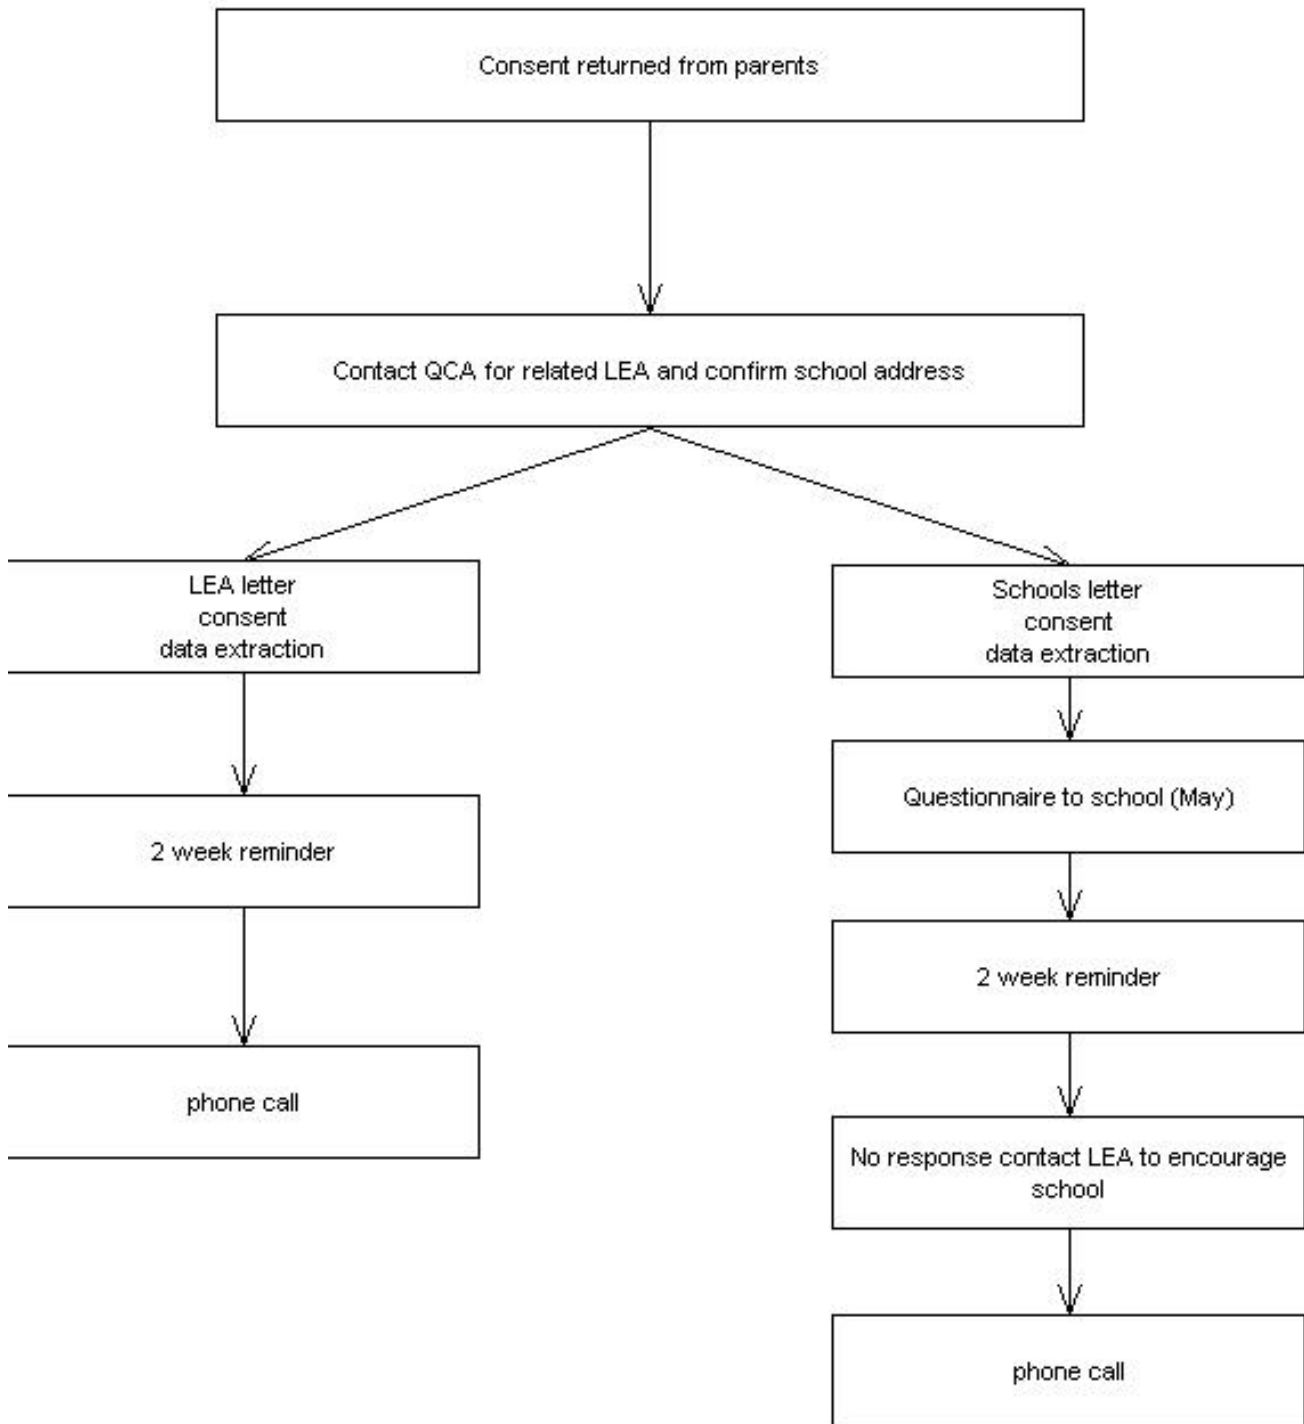 Consent returned from parents
Contact QCA for related LEA and confirm school address
LEA letter
consent
data extraction
2 week reminder
phone call
Schools letter
consent
data extraction
Questionnaire to school (May)
2 week reminder
No response contact LEA to encourage
school
phone call